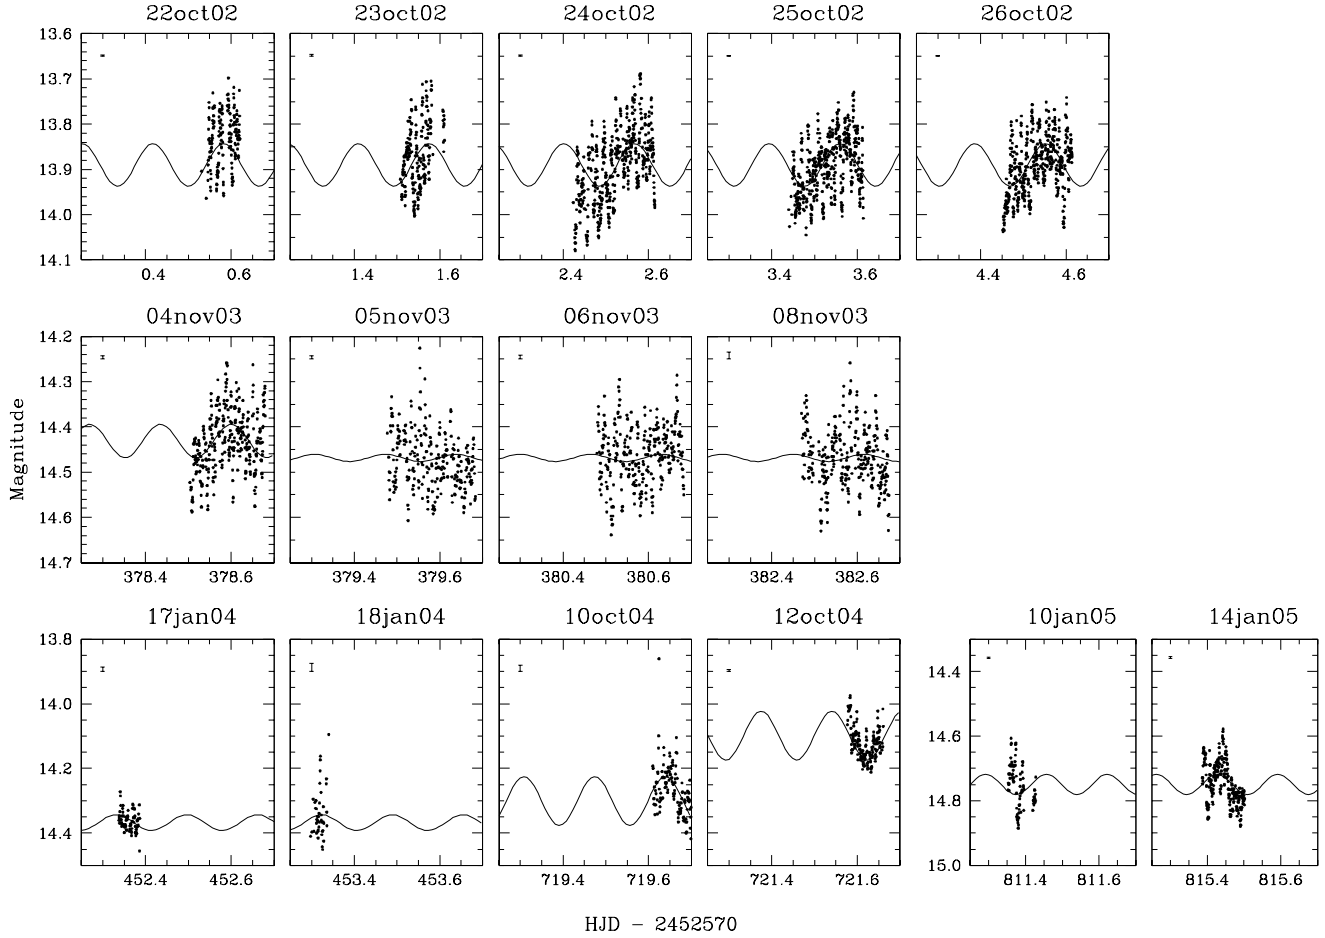 22oct02 23oct02 24oct02 25oct02 26oct02
13.6
13.7
13.8
13.9
14.0
14.1
0.4 0.6 1.4 1.6 2.4 2.6 3.4 3.6 4.4 4.6
04nov03 05nov03 06nov03 08nov03
14.2
14.3
14.4
14.5
14.6
14.7
378.4 378.6 379.4 379.6 380.4 380.6 382.4 382.6
Magnitude
17jan04 18jan04 10oct04 12oct04 10jan05 14jan05
13.8
14.0
14.2
14.4
452.4 452.6 453.4 453.6 719.4 719.6 721.4 721.6
14.4
14.6
14.8
15.0
811.4 811.6 815.4 815.6
HJD − 2452570